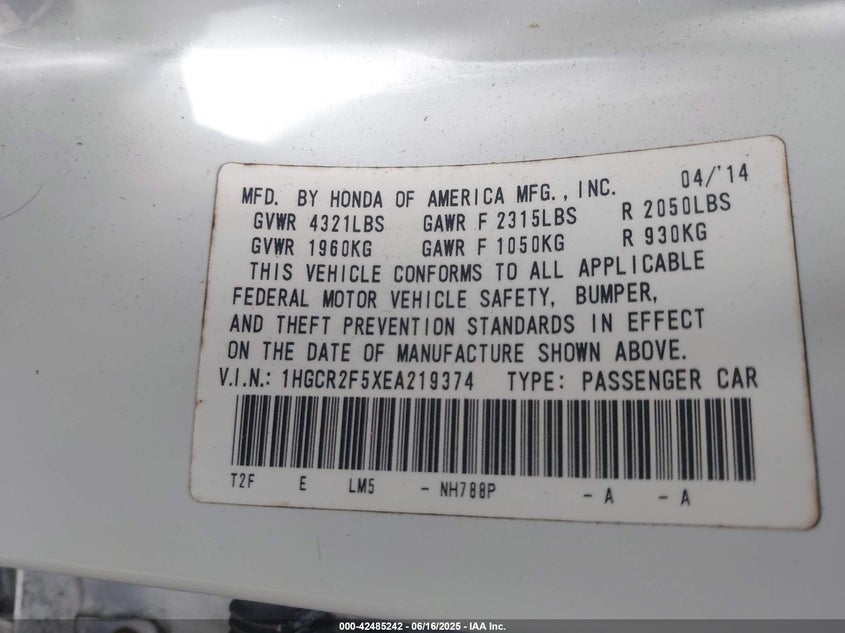 MFD. BY HONDA OF AMERICA MFG., INC. 04/'14
GVWR 4321LBS GAWR F 2315LBS R 2050LBS
GVWR 1960KG GAWR F 1050KG R 930KG
THIS VEHICLE CONFORMS TO ALL APPLICABLE
FEDERAL MOTOR VEHICLE SAFETY, BUMPER,
AND THEFT PREVENTION STANDARDS IN EFFECT
ON THE DATE OF MANUFACTURE SHOWN ABOVE.
V.I.N.: 1HGCR2F5XEA219374 TYPE: PASSENGER CAR
T2F E LM5 - NH788P - A - A
000-42485242 - 06/16/2025 - IAA Inc.